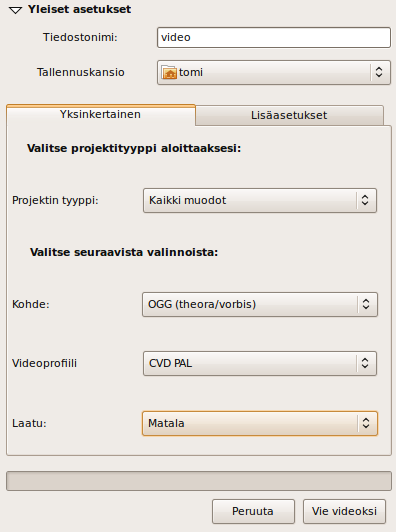 Yleiset asetukset
Tiedostonimi: video
Tallennuskansio tomi
Yksinkertainen Lisäasetukset
Valitse projektityyppi aloittaaksesi:
Projektin tyyppi: Kaikki muodot
Valitse seuraavista valinnoista:
Kohde: OGG (theora/vorbis)
Videoprofiili CVD PAL
Laatu: Matala
Peruuta Vie videoksi